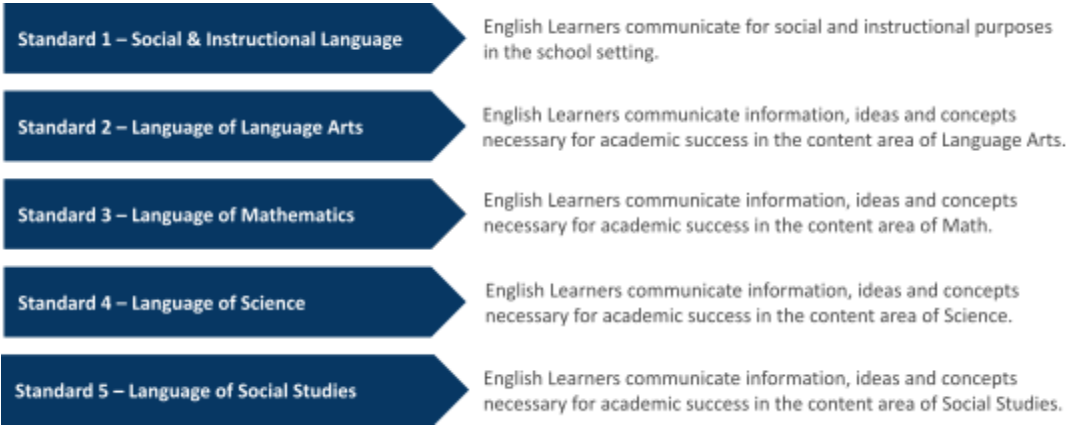 Standard 1 – Social & Instructional Language
English Learners communicate for social and instructional purposes
in the school setting.
Standard 2 – Language of Language Arts
English Learners communicate information, ideas and concepts
necessary for academic success in the content area of Language Arts.
Standard 3 – Language of Mathematics
English Learners communicate information, ideas and concepts
necessary for academic success in the content area of Math.
Standard 4 – Language of Science
English Learners communicate information, ideas and concepts
necessary for academic success in the content area of Science.
Standard 5 – Language of Social Studies
English Learners communicate information, ideas and concepts
necessary for academic success in the content area of Social Studies.